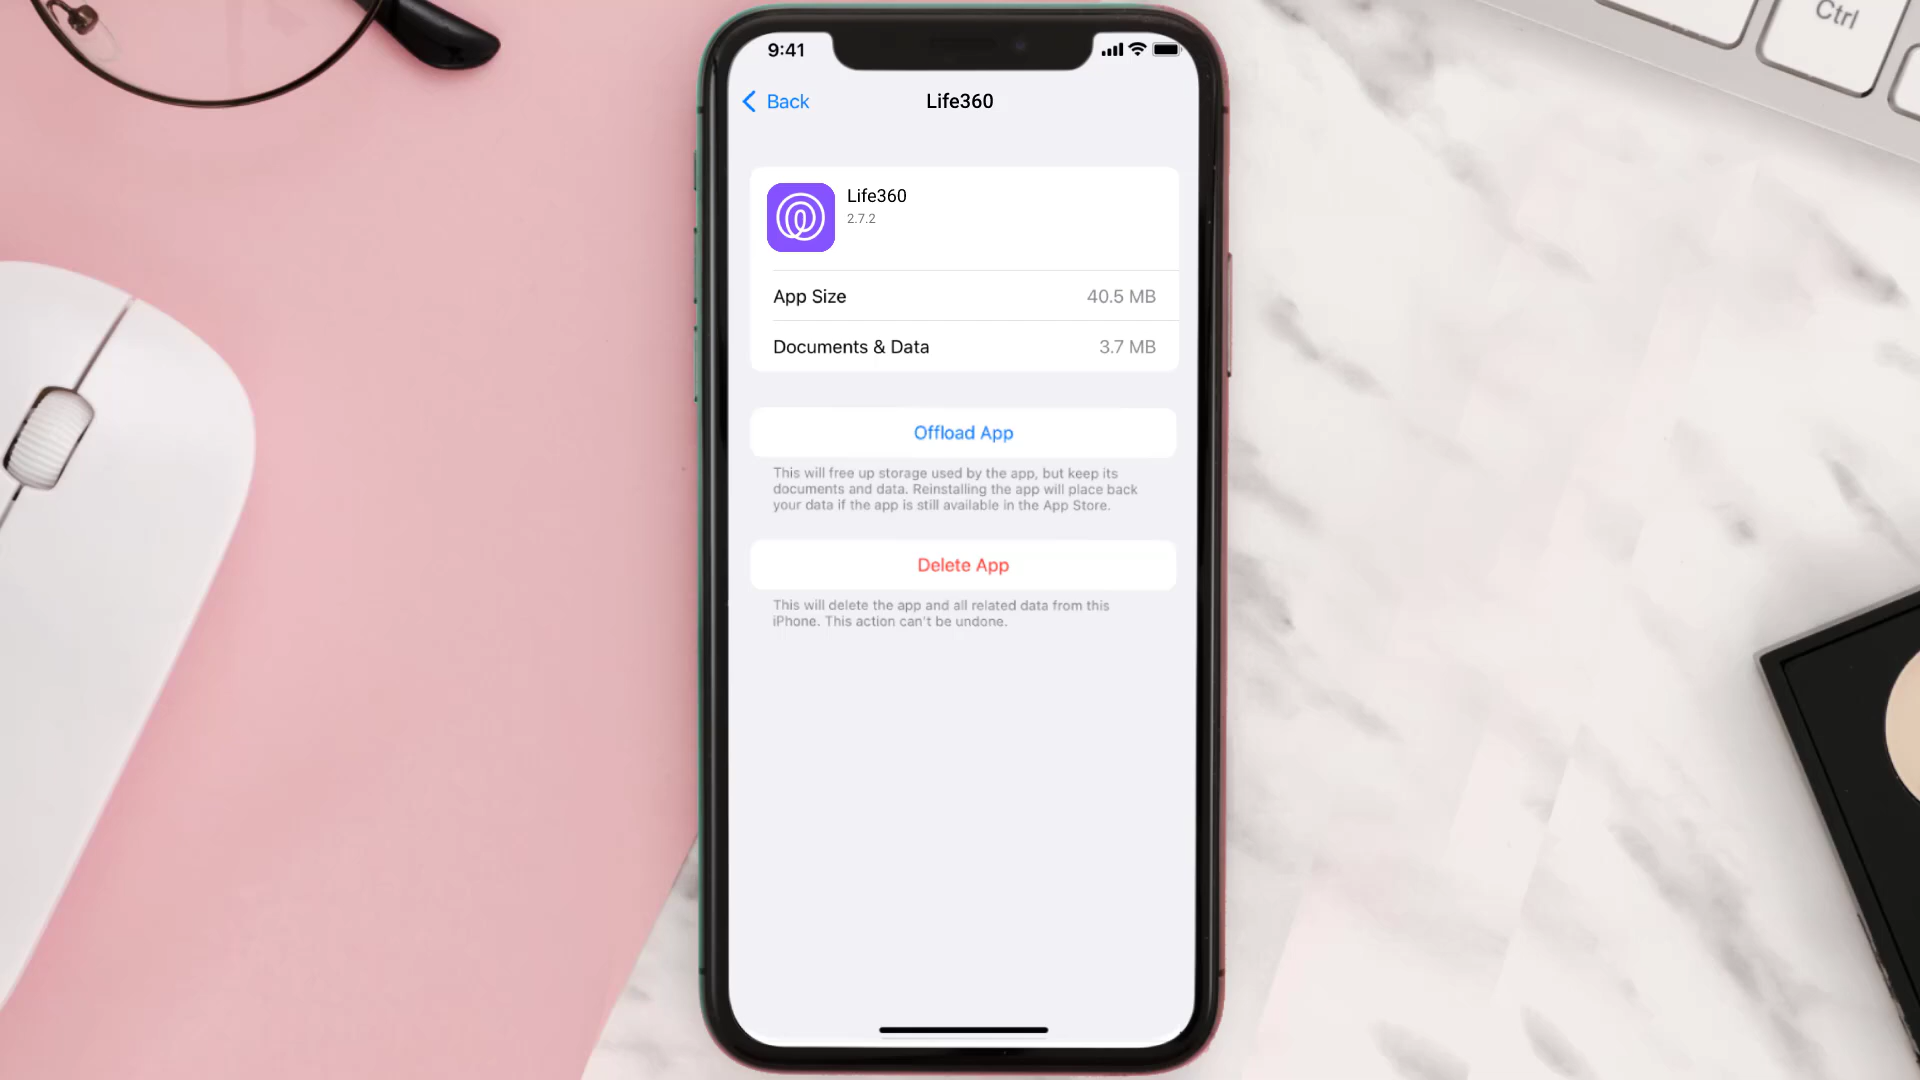 Ctrl
9:41
Back
Life360
Life360
2.7.2
App Size
40.5 MB
Documents & Data
3.7 MB
Offload App
This will free up storage used by the app, but keep its
documents and data. Reinstalling the app will place back
your data if the app is still available in the App Store.
Delete App
This will delete the app and all related data from this
iPhone. This action can't be undone.